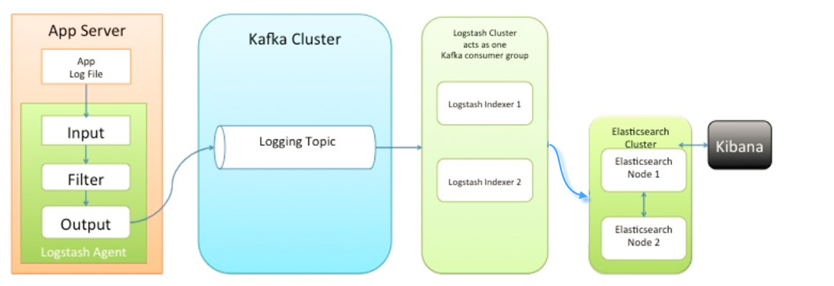 App Server
App
Log File
Input
Filter
Output
Logstash Agent
Kafka Cluster
Logging Topic
Logstash Cluster
acts as one
Kafka consumer group
Logstash Indexer 1
Logstash Indexer 2
Elasticsearch
Cluster
Elasticsearch
Node 1
Elasticsearch
Node 2
Kibana